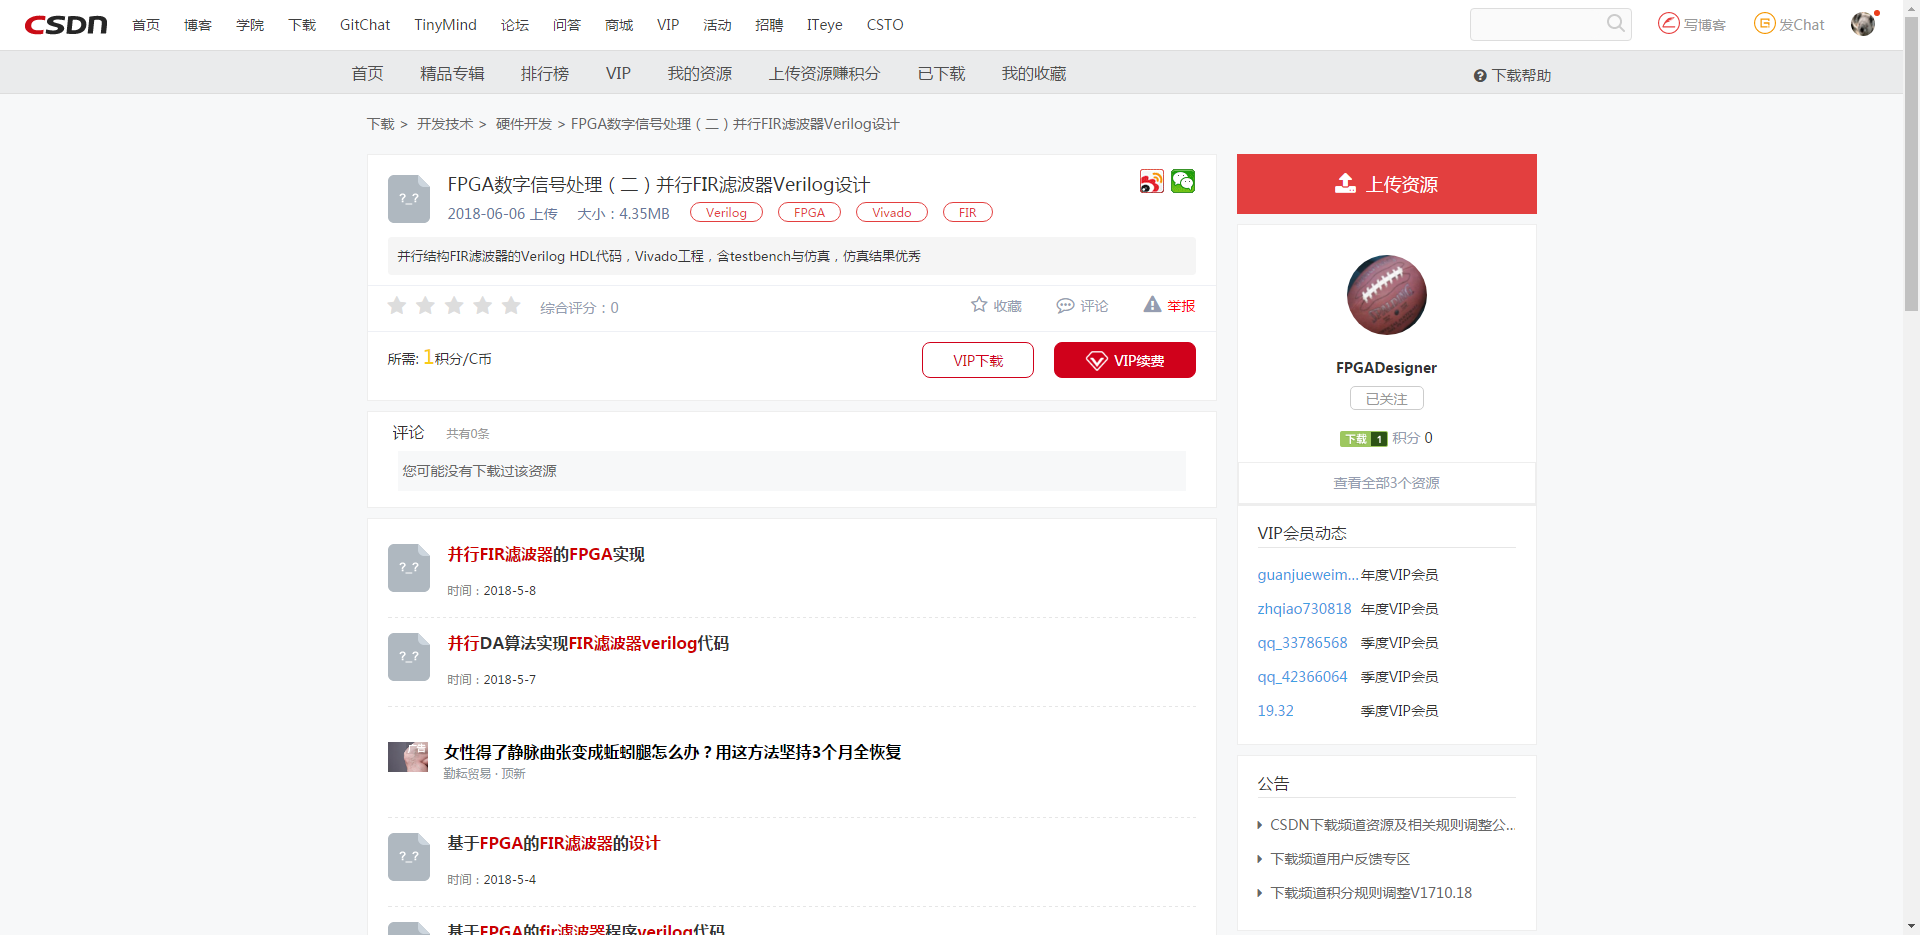 CSDN 首页 博客 学院 下载 GitChat TinyMind 论坛 问答 商城 VIP 活动 招聘 ITeye CSTO 写博客 发Chat
首页 精品专辑 排行榜 VIP 我的资源 上传资源赚积分 已下载 我的收藏 下载帮助
下载 > 开发技术 > 硬件开发 > FPGA数字信号处理（二）并行FIR滤波器Verilog设计
?_?
FPGA数字信号处理（二）并行FIR滤波器Verilog设计
2018-06-06 上传 大小：4.35MB Verilog FPGA Vivado FIR
并行结构FIR滤波器的Verilog HDL代码，Vivado工程，含testbench与仿真，仿真结果优秀
综合评分：0 收藏 评论 举报
所需: 1积分/C币 VIP下载 VIP续费
评论 共有0条
您可能没有下载过该资源
?_?
并行FIR滤波器的FPGA实现
时间：2018-5-8
?_?
并行DA算法实现FIR滤波器verilog代码
时间：2018-5-7
广告
女性得了静脉曲张变成蚯蚓腿怎么办？用这方法坚持3个月全恢复
勤耘贸易 · 顶新
?_?
基于FPGA的FIR滤波器的设计
时间：2018-5-4
基于FPGA的fir滤波器程序verilog代码
上传资源
SPALDING
FPGADesigner
已关注
下载 1 积分 0
查看全部3个资源
VIP会员动态
guanjueweim... 年度VIP会员
zhqiao730818 年度VIP会员
qq_33786568 季度VIP会员
qq_42366064 季度VIP会员
19.32 季度VIP会员
公告
CSDN下载频道资源及相关规则调整公...
下载频道用户反馈专区
下载频道积分规则调整V1710.18